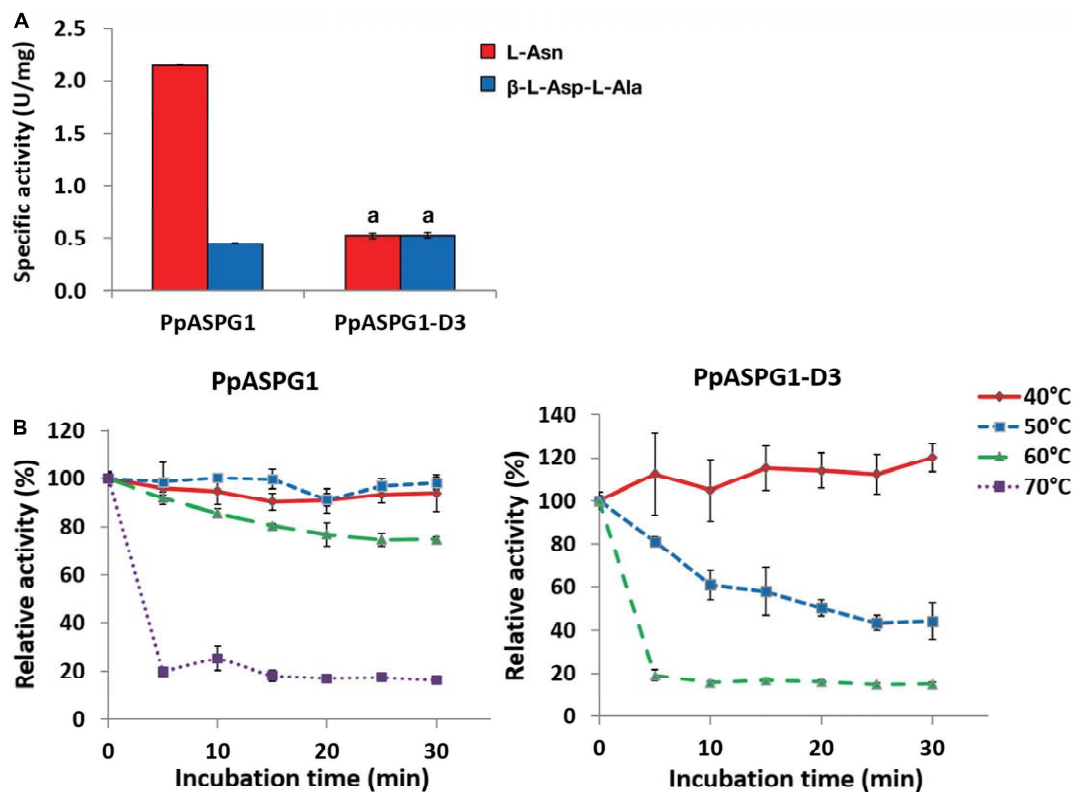 A
2.5
2.0
1.5
1.0
0.5
0.0
Specific activity (U/mg)
L-Asn
β-L-Asp-L-Ala
a a
PpASPG1 PpASPG1-D3
B
PpASPG1
120
100
80
60
40
20
0
Relative activity (%)
0 10 20 30
Incubation time (min)
PpASPG1-D3
140
120
100
80
60
40
20
0
Relative activity (%)
0 10 20 30
Incubation time (min)
40°C
50°C
60°C
70°C